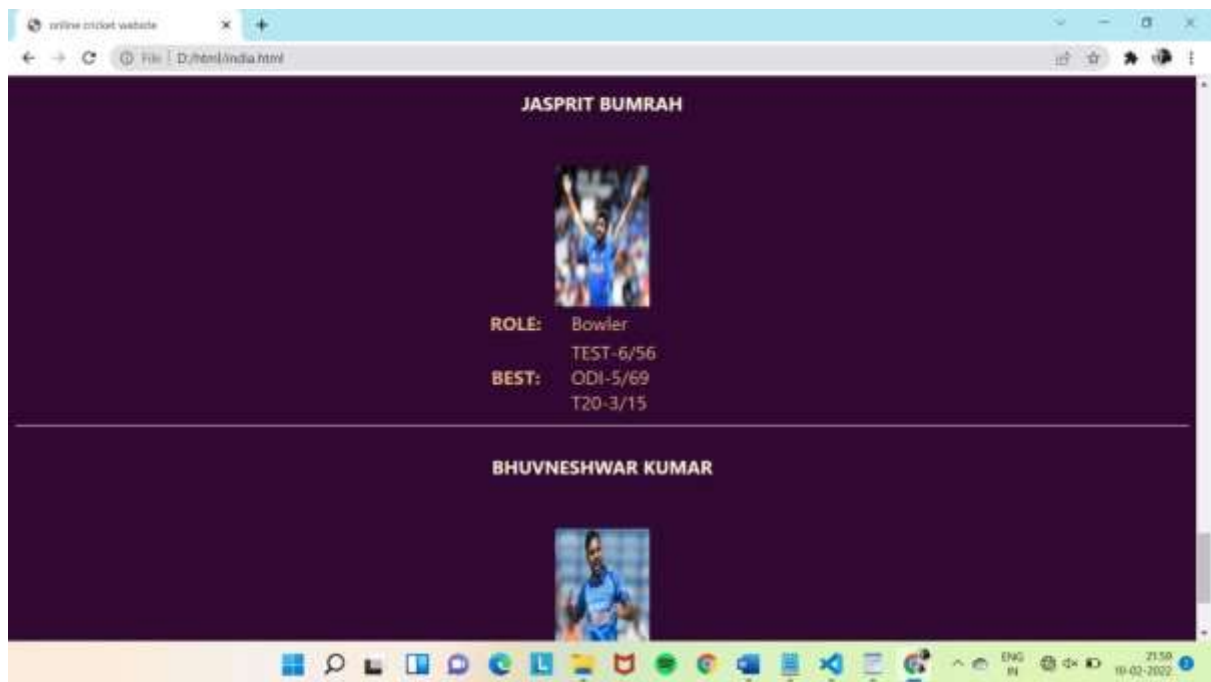 online cricket website
File D:/html/india.html
JASPRIT BUMRAH
ROLE: Bowler
TEST-6/56
BEST: ODI-5/69
T20-3/15
BHUVNESHWAR KUMAR
ENG
IN
21:59
10-02-2022